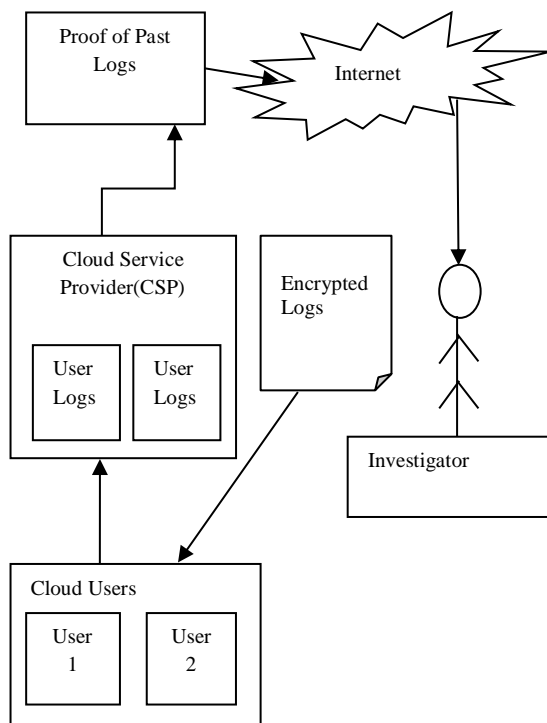 Proof of Past
Logs
Internet
Cloud Service
Provider(CSP)
User
Logs
User
Logs
Encrypted
Logs
Investigator
Cloud Users
User
1
User
2